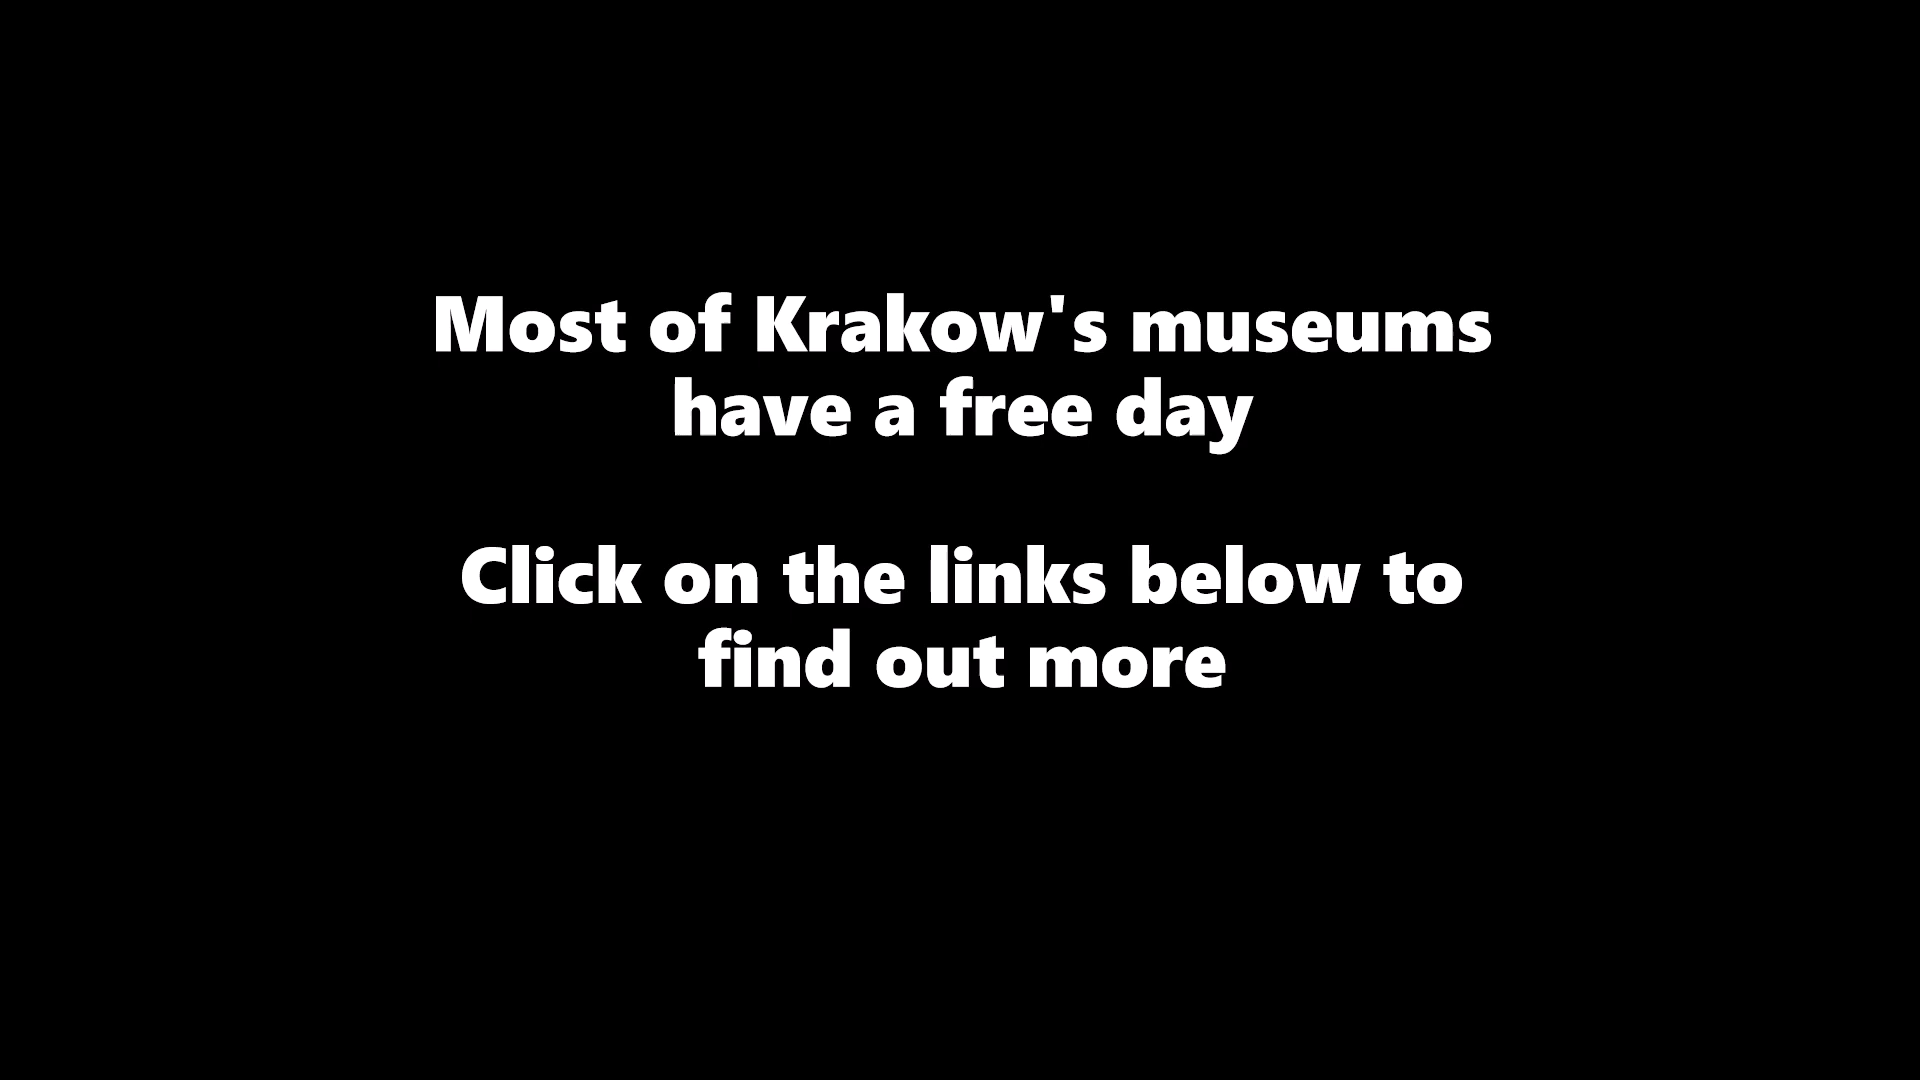 Most of Krakow's museums
have a free day
Click on the links below to
find out more